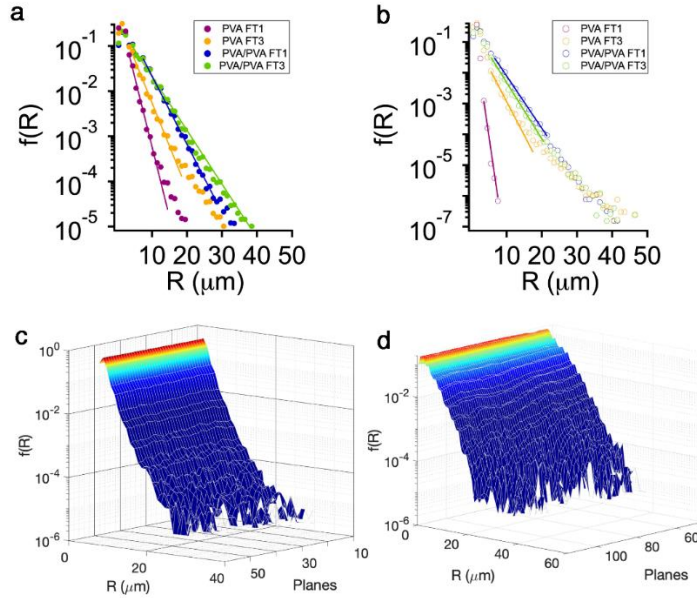 a
PVA FT1
PVA FT3
PVA/PVA FT1
PVA/PVA FT3
f(R)
10⁻¹
10⁻²
10⁻³
10⁻⁴
10⁻⁵
10 20 30 40 50
R (μm)
b
PVA FT1
PVA FT3
PVA/PVA FT1
PVA/PVA FT3
f(R)
10⁻¹
10⁻³
10⁻⁵
10⁻⁷
10 20 30 40 50
R (μm)
c
f(R)
10⁰
10⁻²
10⁻⁴
10⁻⁶
0 20 40
R (μm)
50 30 10
Planes
d
f(R)
10⁻²
10⁻⁴
10⁻⁶
0 20 40 60
R (μm)
100 80 60
Planes